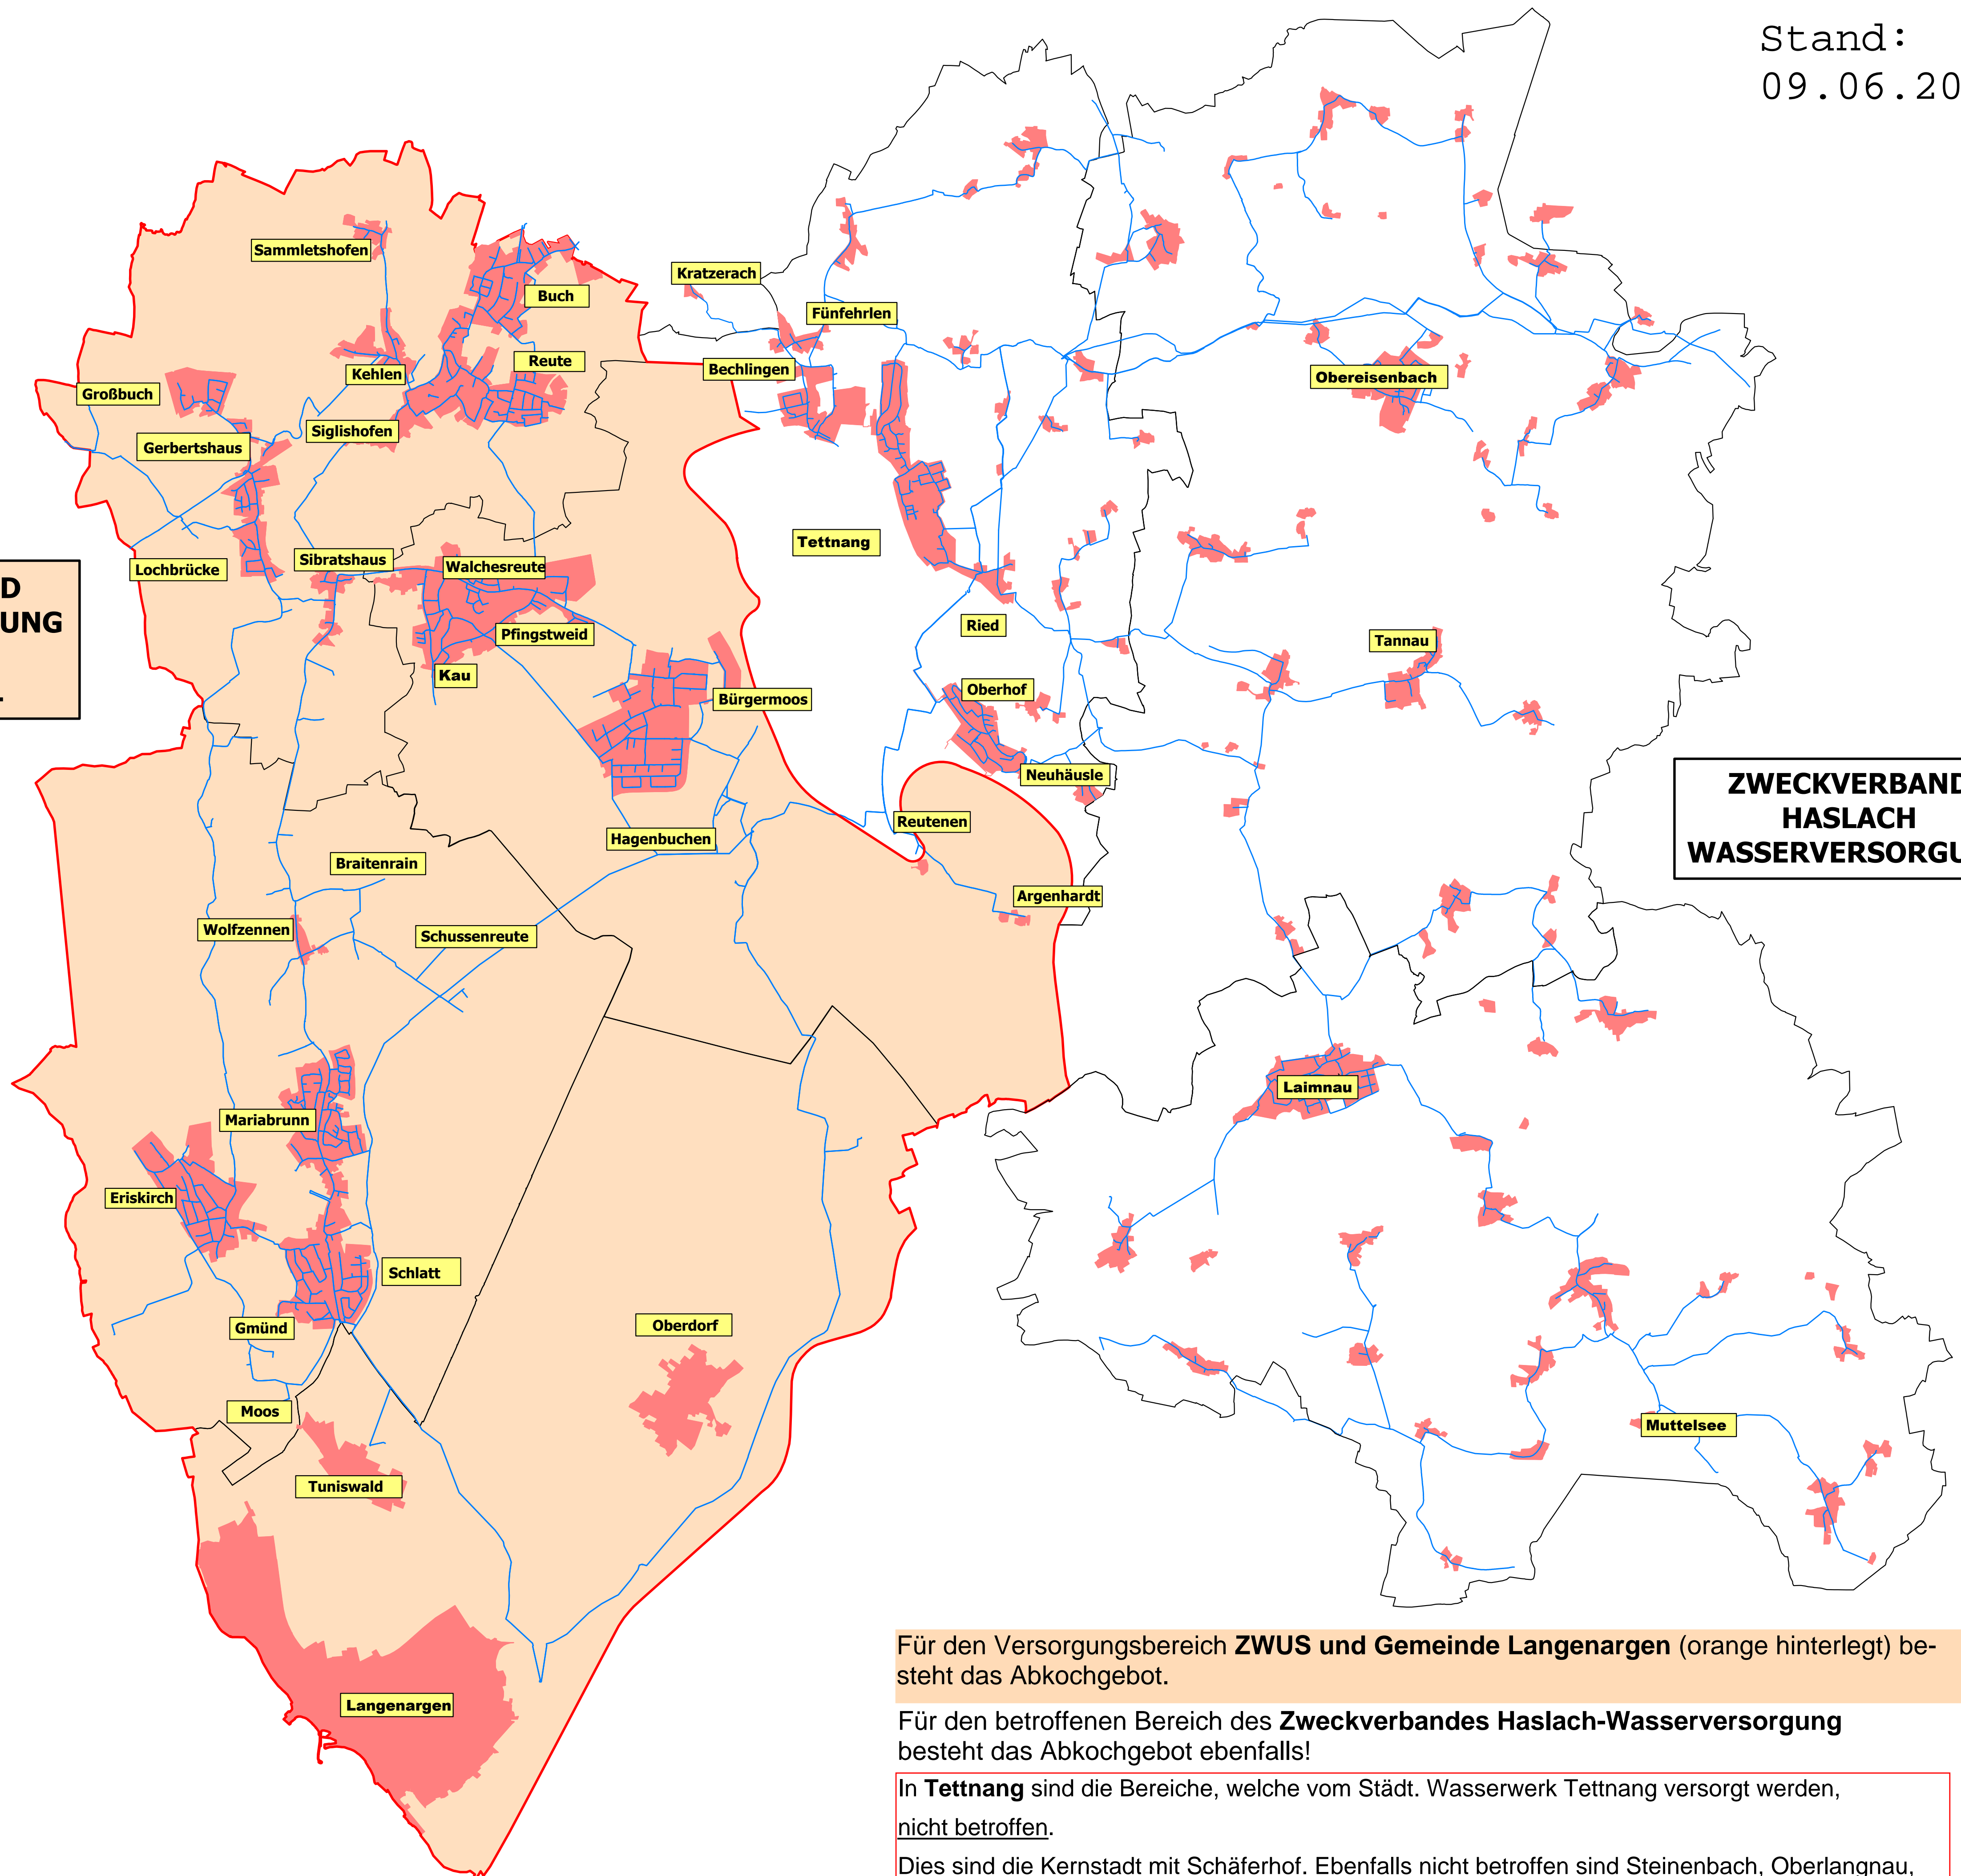 Stand:
09.06.20
Sammletshofen
Buch
Kratzerach
Fünfehrlen
Reute
Kehlen
Bechlingen
Obereisenbach
Großbuch
Siglishofen
Gerbertshaus
Tettnang
Sibratshaus
Walchesreute
Lochbrücke
D
UNG
Pfingstweid
Ried
Tannau
Kau
Oberhof
Bürgermoos
Neuhäusle
ZWECKVERBAND
HASLACH
WASSERVERSORGU
Reutenen
Hagenbuchen
Braitenrain
Argenhardt
Wolfzennen
Schussenreute
Laimnau
Mariabrunn
Eriskirch
Schlatt
Gmünd
Oberdorf
Moos
Muttelsee
Tuniswald
Langenargen
Für den Versorgungsbereich ZWUS und Gemeinde Langenargen (orange hinterlegt) be-
steht das Abkochgebot.
Für den betroffenen Bereich des Zweckverbandes Haslach-Wasserversorgung
besteht das Abkochgebot ebenfalls!
In Tettnang sind die Bereiche, welche vom Städt. Wasserwerk Tettnang versorgt werden,
nicht betroffen.
Dies sind die Kernstadt mit Schäferhof. Ebenfalls nicht betroffen sind Steinenbach, Oberlangnau,